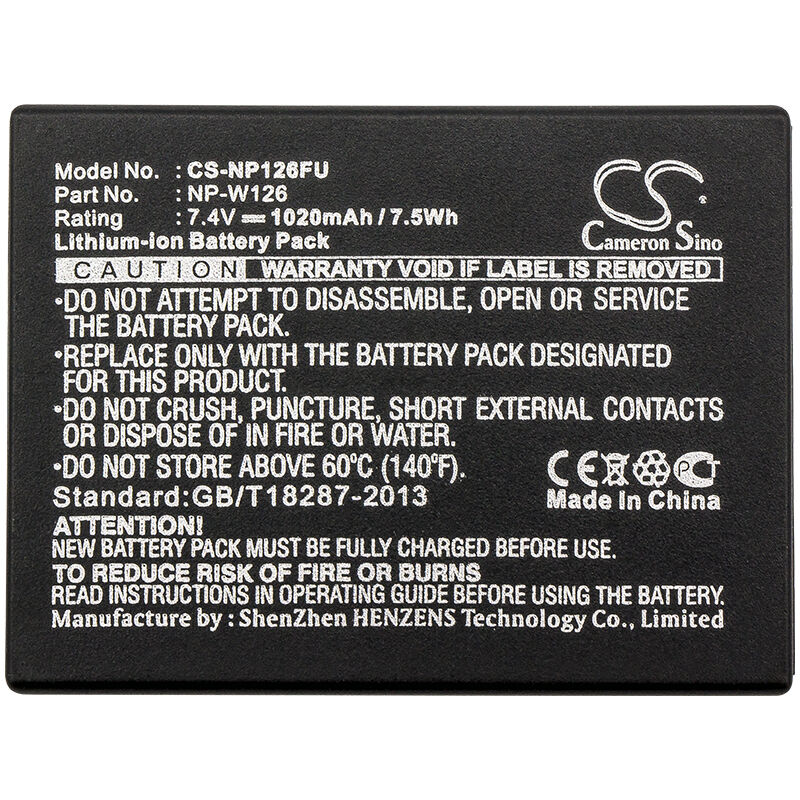 Model No. : CS-NP126FU
Part No. : NP-W126
Rating : 7.4V ⎓ 1020mAh / 7.5Wh
Lithium-ion Battery Pack
CS
Cameron Sino
CAUTION WARRANTY VOID IF LABEL IS REMOVED
•DO NOT ATTEMPT TO DISASSEMBLE, OPEN OR SERVICE
THE BATTERY PACK.
•REPLACE ONLY WITH THE BATTERY PACK DESIGNATED
FOR THIS PRODUCT.
•DO NOT CRUSH, PUNCTURE, SHORT EXTERNAL CONTACTS
OR DISPOSE OF IN FIRE OR WATER.
•DO NOT STORE ABOVE 60°C (140°F).
Standard:GB/T18287-2013
CE PCT
Made In China
ATTENTION!
NEW BATTERY PACK MUST BE FULLY CHARGED BEFORE USE.
TO REDUCE RISK OF FIRE OR BURNS
READ INSTRUCTIONS IN OPERATING GUIDE BEFORE USING THE BATTERY.
Manufacture by : ShenZhen HENZENS Technology Co., Limited